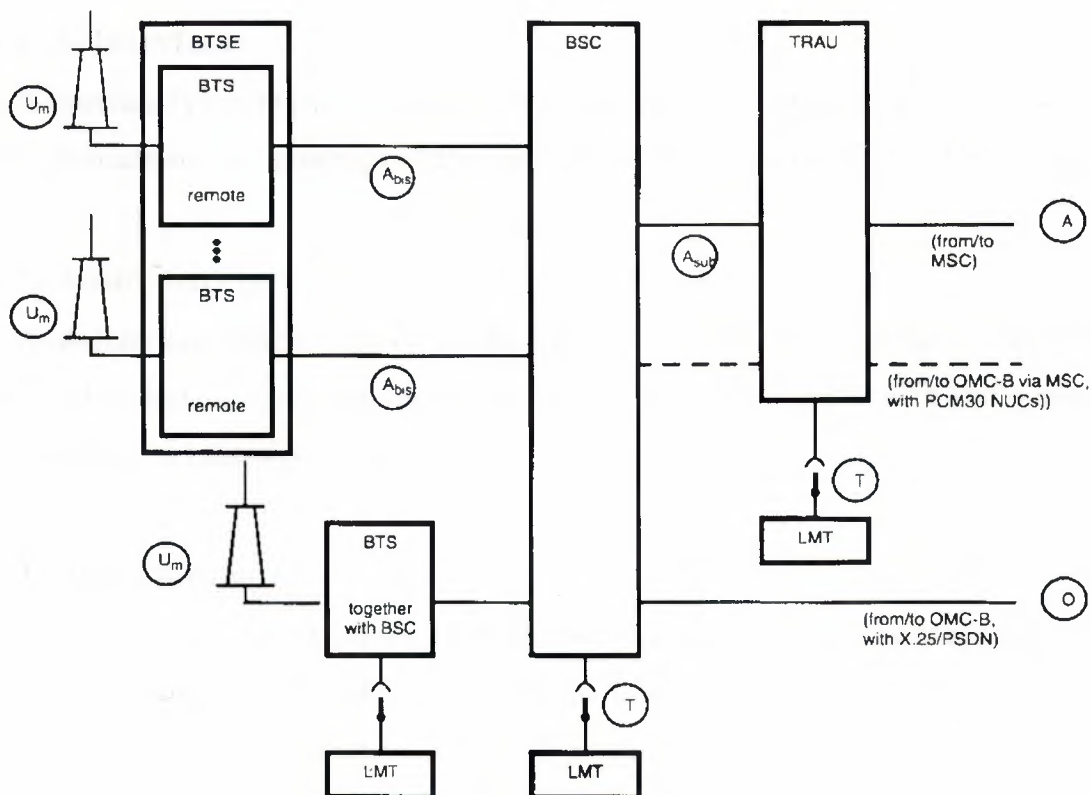 BTSE
BSC
TRAU
BTS
Um
remote
Abis
Asub
A
(from/to
MSC)
BTS
Um
remote
Abis
(from/to OMC-B via MSC,
with PCM30 NUCs))
T
LMT
BTS
Um
together
with BSC
O
(from/to OMC-B,
with X.25/PSDN)
T
LMT
LMT